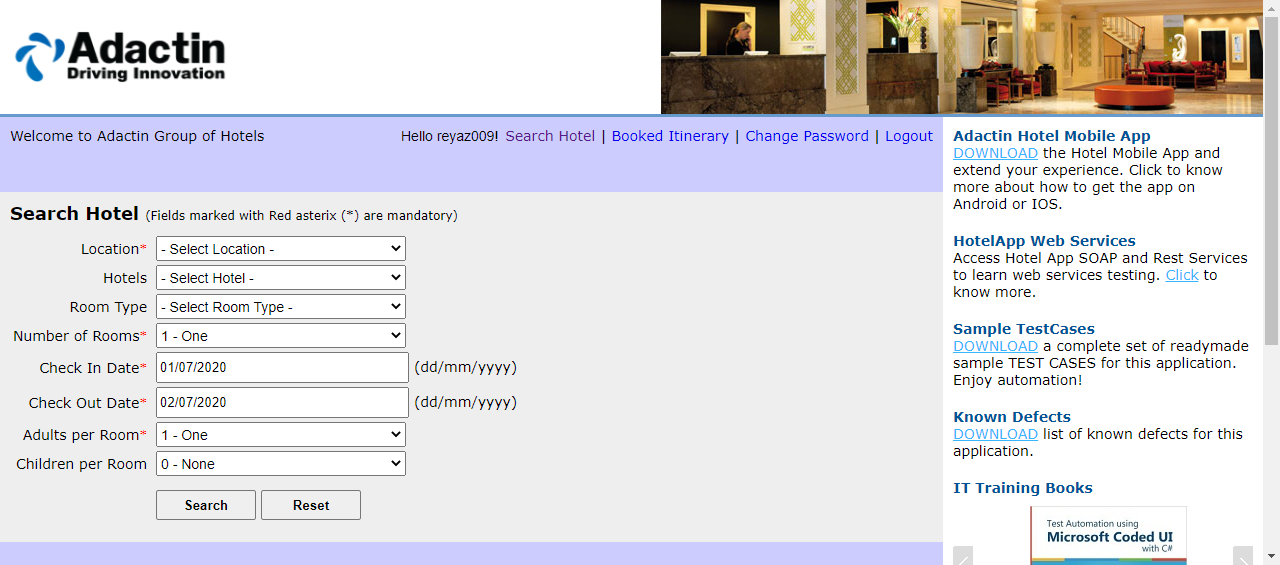 Adactin
Driving Innovation
Welcome to Adactin Group of Hotels
Hello reyaz009! Search Hotel | Booked Itinerary | Change Password | Logout
Search Hotel (Fields marked with Red asterix (*) are mandatory)
Location* - Select Location -
Hotels - Select Hotel -
Room Type - Select Room Type -
Number of Rooms* 1 - One
Check In Date* 01/07/2020 (dd/mm/yyyy)
Check Out Date* 02/07/2020 (dd/mm/yyyy)
Adults per Room* 1 - One
Children per Room 0 - None
Search Reset
Adactin Hotel Mobile App
DOWNLOAD the Hotel Mobile App and
extend your experience. Click to know
more about how to get the app on
Android or IOS.
HotelApp Web Services
Access Hotel App SOAP and Rest Services
to learn web services testing. Click to
know more.
Sample TestCases
DOWNLOAD a complete set of readymade
sample TEST CASES for this application.
Enjoy automation!
Known Defects
DOWNLOAD list of known defects for this
application.
IT Training Books
Test Automation using
Microsoft Coded UI
with C#